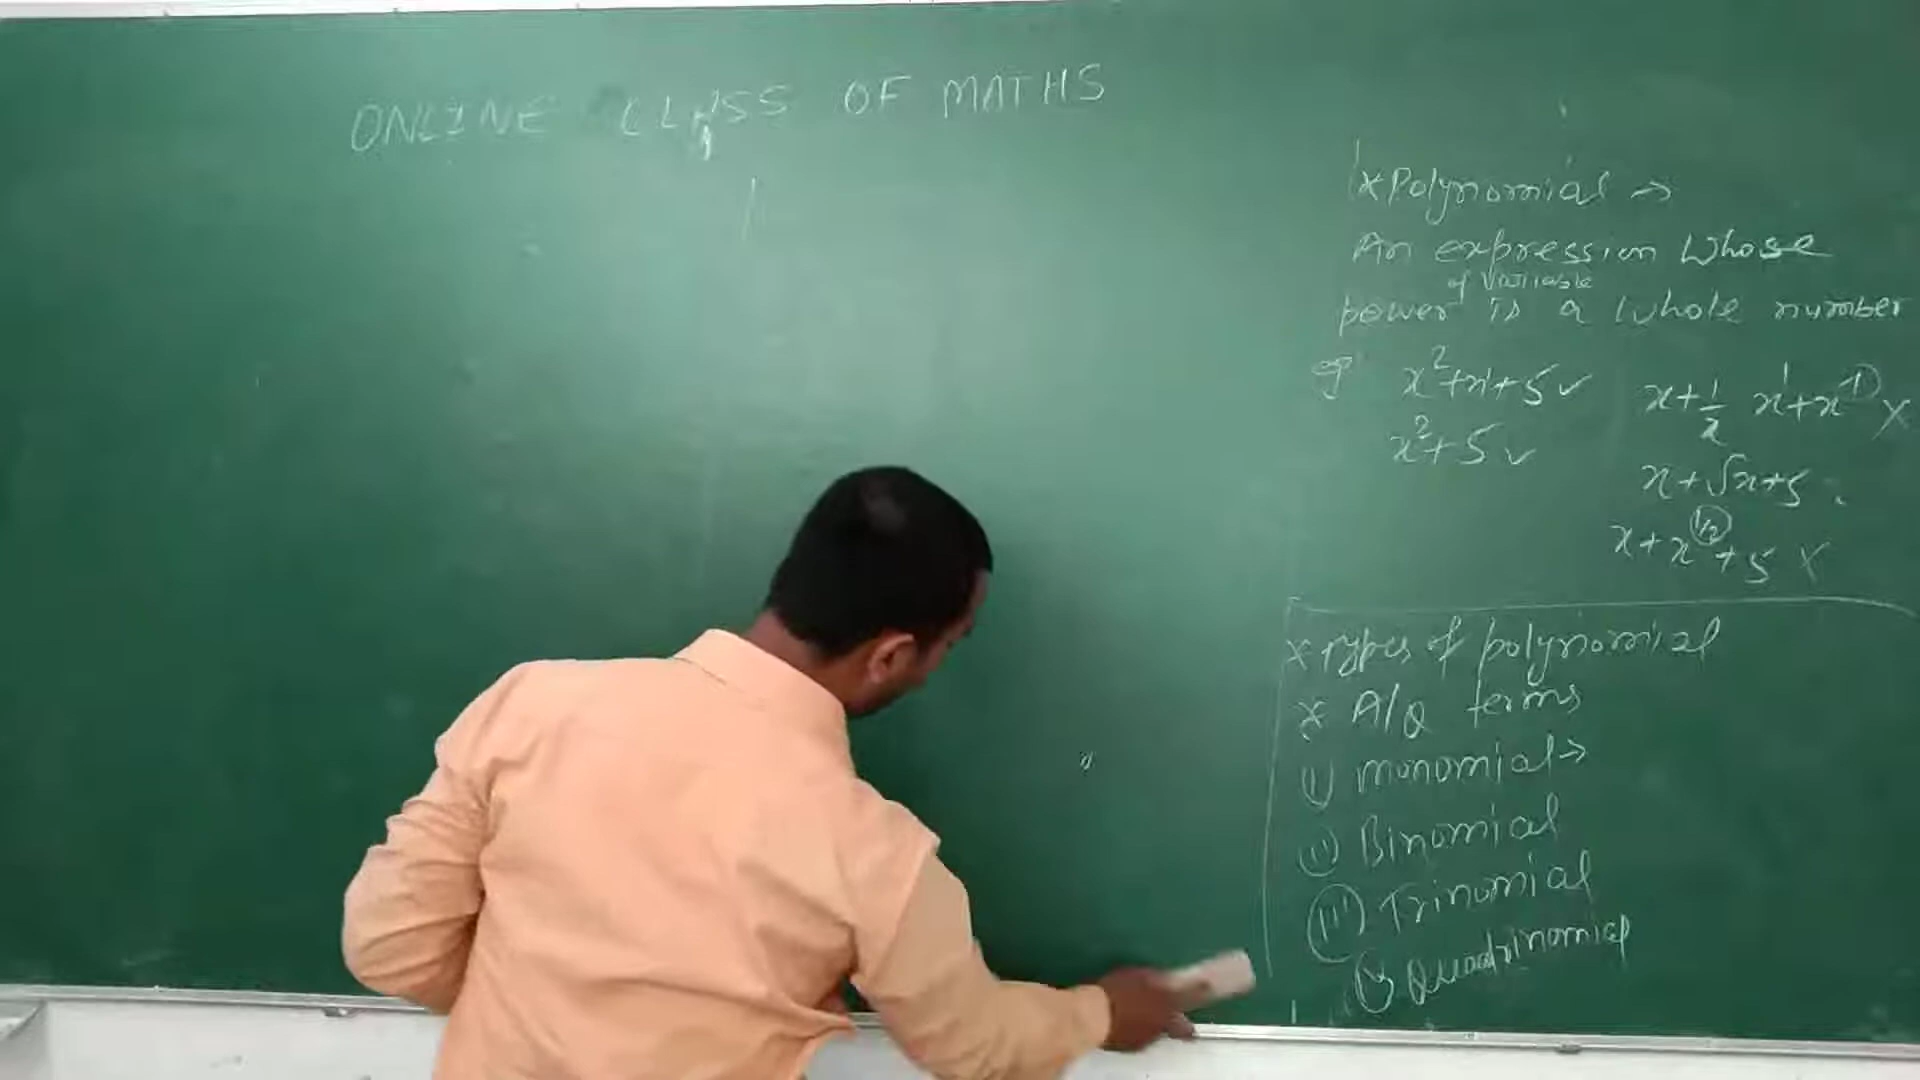 ONLINE CLASS OF MATHS
* Polynomial →
An expression whose
of variable
power is a whole number
eg x²+x¹+5 ✓ x+1/x x¹+x⁻¹ X
x²+5 ✓ x+√x+5
x+x^1/2+5 X
* types of polynomial
* A/Q terms
(i) monomial →
(ii) Binomial
(iii) Trinomial
Quadrinomial